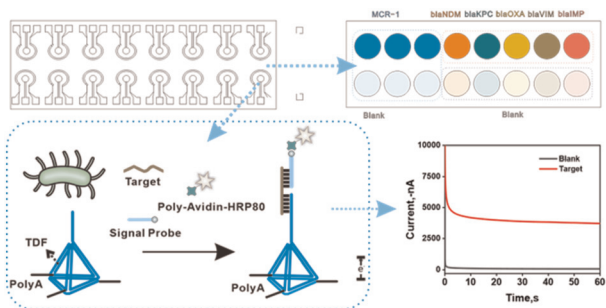 MCR-1 blaNDM blaKPC blaOXA blaVIM blaIMP
Blank Blank
Target
Poly-Avidin-HRP80
Signal Probe
TDF
PolyA
PolyA
10000
7500
5000
2500
0
Current,-nA
Blank
Target
0 10 20 30 40 50 60
Time,s